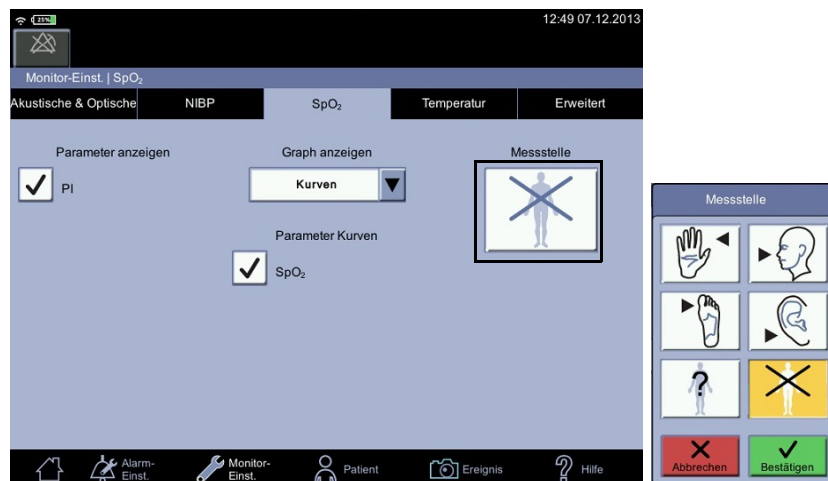 25%
12:49 07.12.2013
Monitor-Einst. | SpO₂
Akustische & Optische NIBP SpO₂ Temperatur Erweitert
Parameter anzeigen Graph anzeigen Messstelle
PI Kurven
Parameter Kurven
SpO₂
Alarm-
Einst.
Monitor-
Einst.
Patient
Ereignis
Hilfe
Messstelle
?
Abbrechen Bestätigen